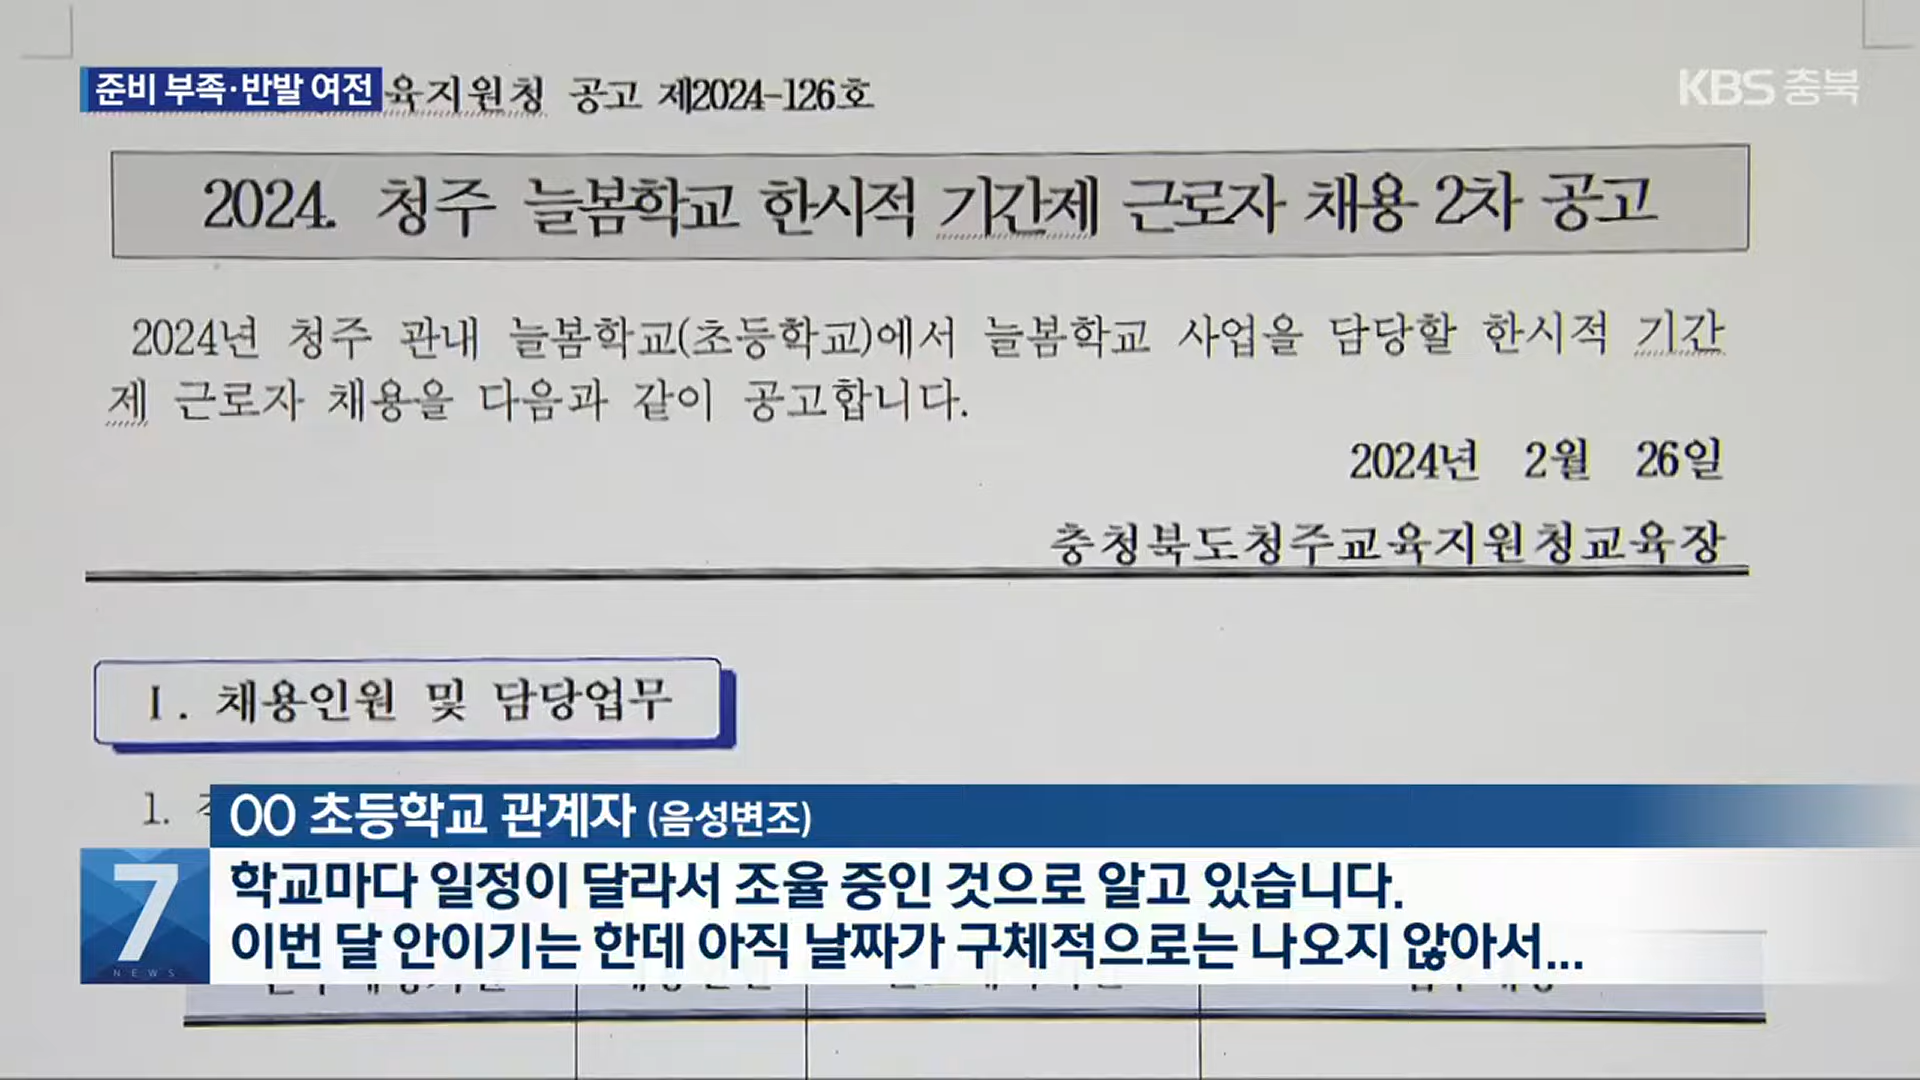 준비 부족·반발 여전
육지원청 공고 제2024-126호
KBS 충북
2024. 청주 늘봄학교 한시적 기간제 근로자 채용 2차 공고
2024년 청주 관내 늘봄학교(초등학교)에서 늘봄학교 사업을 담당할 한시적 기간
제 근로자 채용을 다음과 같이 공고합니다.
2024년 2월 26일
충청북도청주교육지원청교육장
I. 채용인원 및 담당업무
1.
OO 초등학교 관계자 (음성변조)
7
NEWS
학교마다 일정이 달라서 조율 중인 것으로 알고 있습니다.
이번 달 안이기는 한데 아직 날짜가 구체적으로는 나오지 않아서...